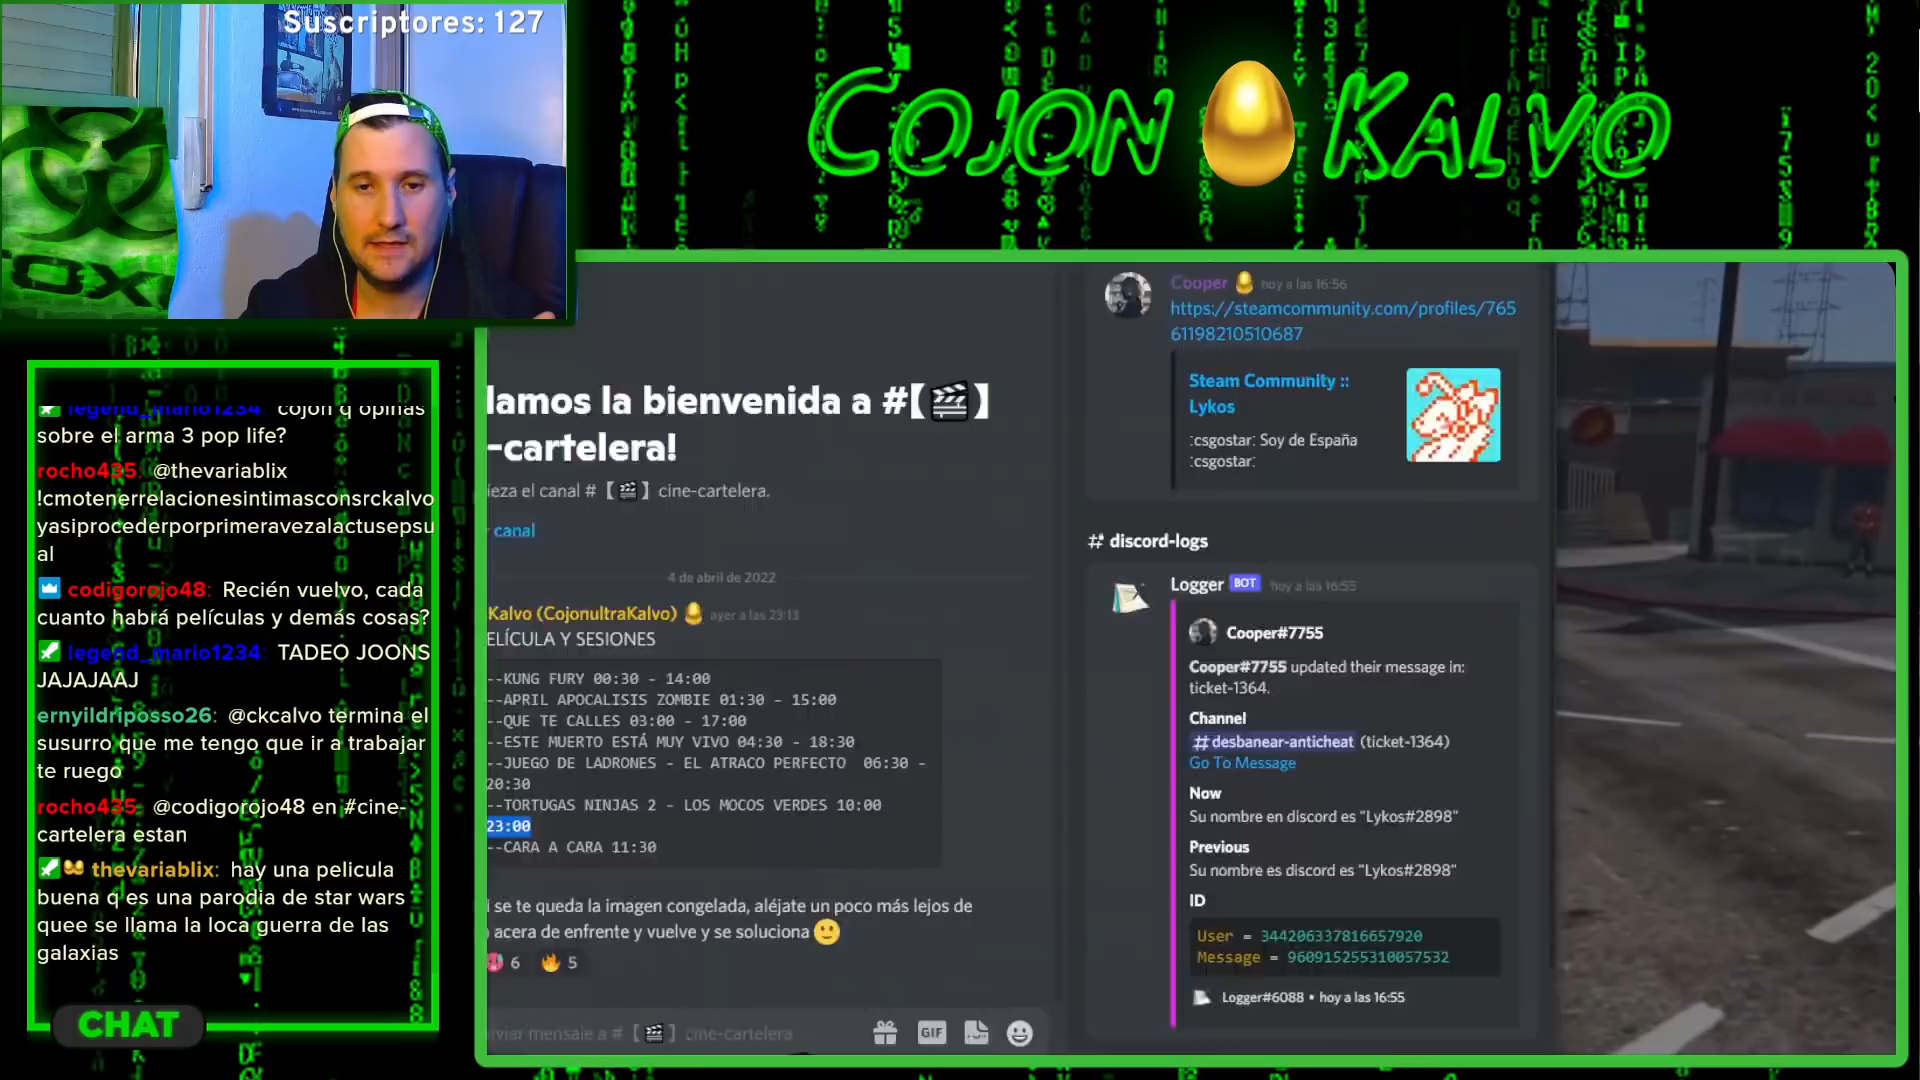 Suscriptores: 127
COJON KALVO
TOX
legend_mario1234: cojon q opinas
sobre el arma 3 pop life?
rocho435: @thevariablix
!cmotenerrelacionesintimasconsrckalvo
yasiprocederporprimeravezalactusepsu
al
codigorojo48: Recién vuelvo, cada
cuanto habrá películas y demás cosas?
legend_mario1234: TADEO JOONS
JAJAJAAJ
ernyildriposso26: @ckcalvo termina el
susurro que me tengo que ir a trabajar
te ruego
rocho435: @codigorojo48 en #cine-
cartelera estan
thevariablix: hay una pelicula
buena q es una parodia de star wars
quee se llama la loca guerra de las
galaxias
CHAT
lamos la bienvenida a #【🎬】
-cartelera!
ieza el canal #【🎬】cine-cartelera.
canal
4 de abril de 2022
Kalvo (CojonultraKalvo) ayer a las 23:13
ELÍCULA Y SESIONES
--KUNG FURY 00:30 - 14:00
--APRIL APOCALISIS ZOMBIE 01:30 - 15:00
--QUE TE CALLES 03:00 - 17:00
--ESTE MUERTO ESTÁ MUY VIVO 04:30 - 18:30
--JUEGO DE LADRONES - EL ATRACO PERFECTO 06:30 -
20:30
--TORTUGAS NINJAS 2 - LOS MOCOS VERDES 10:00
23:00
--CARA A CARA 11:30
i se te queda la imagen congelada, aléjate un poco más lejos de
acera de enfrente y vuelve y se soluciona 🙂
6 🔥 5
viar mensaje a #【🎬】cine-cartelera
GIF
Cooper hoy a las 16:56
https://steamcommunity.com/profiles/765
61198210510687
Steam Community ::
Lykos
:csgostar: Soy de España
:csgostar:
# discord-logs
Logger BOT hoy a las 16:55
Cooper#7755
Cooper#7755 updated their message in:
ticket-1364.
Channel
#desbanear-anticheat (ticket-1364)
Go To Message
Now
Su nombre en discord es "Lykos#2898"
Previous
Su nombre es discord es "Lykos#2898"
ID
User = 344206337816657920
Message = 960915255310057532
Logger#6088 • hoy a las 16:55